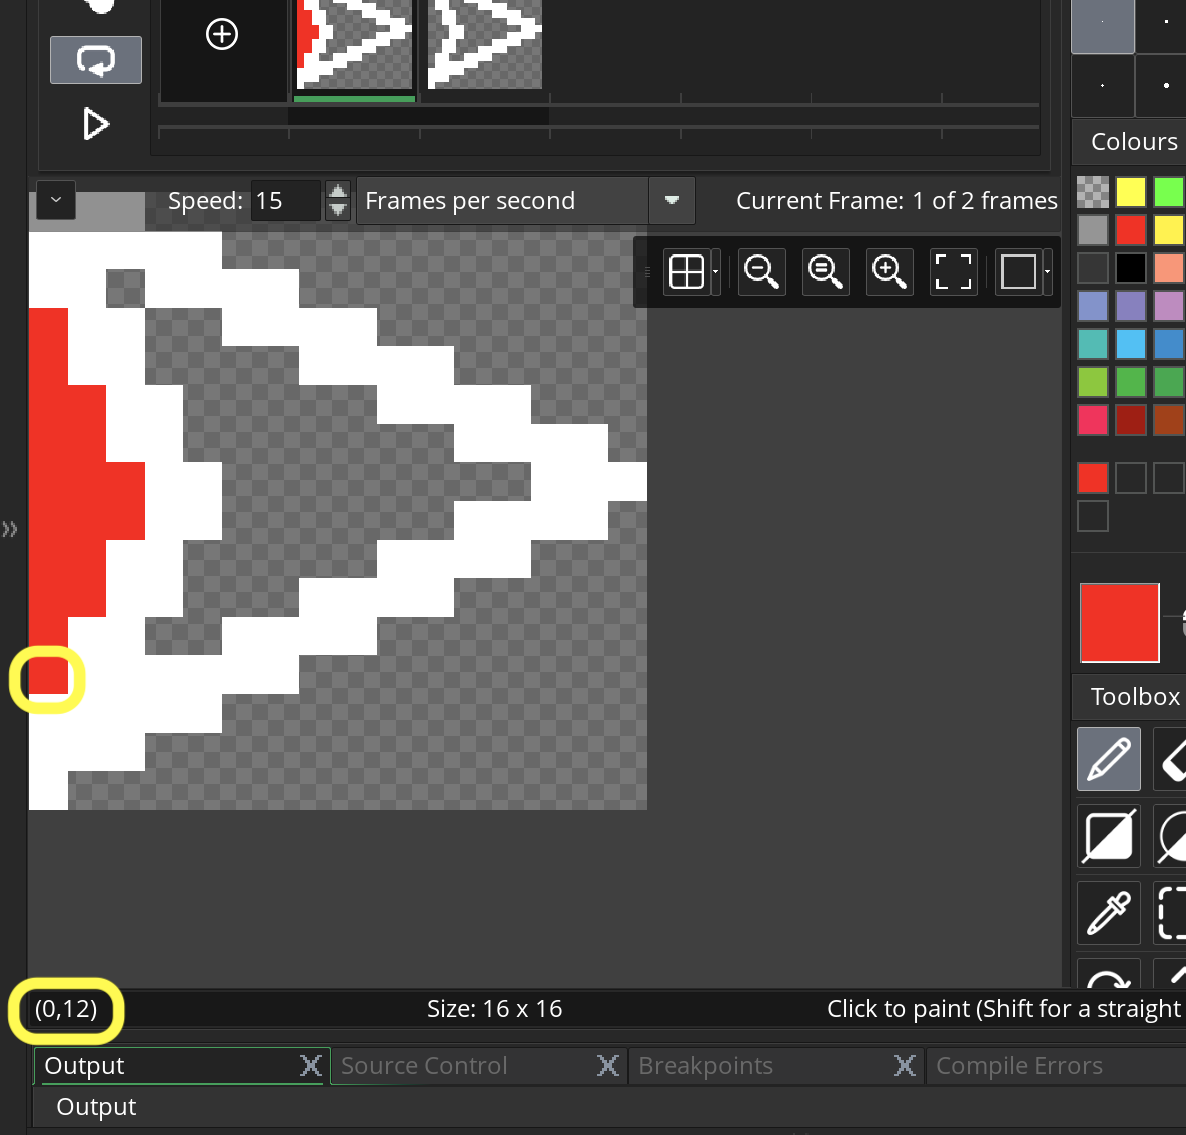 Speed: 15 Frames per second Current Frame: 1 of 2 frames
Colours
Toolbox
(0,12) Size: 16 x 16 Click to paint (Shift for a straight
Output Source Control Breakpoints Compile Errors
Output